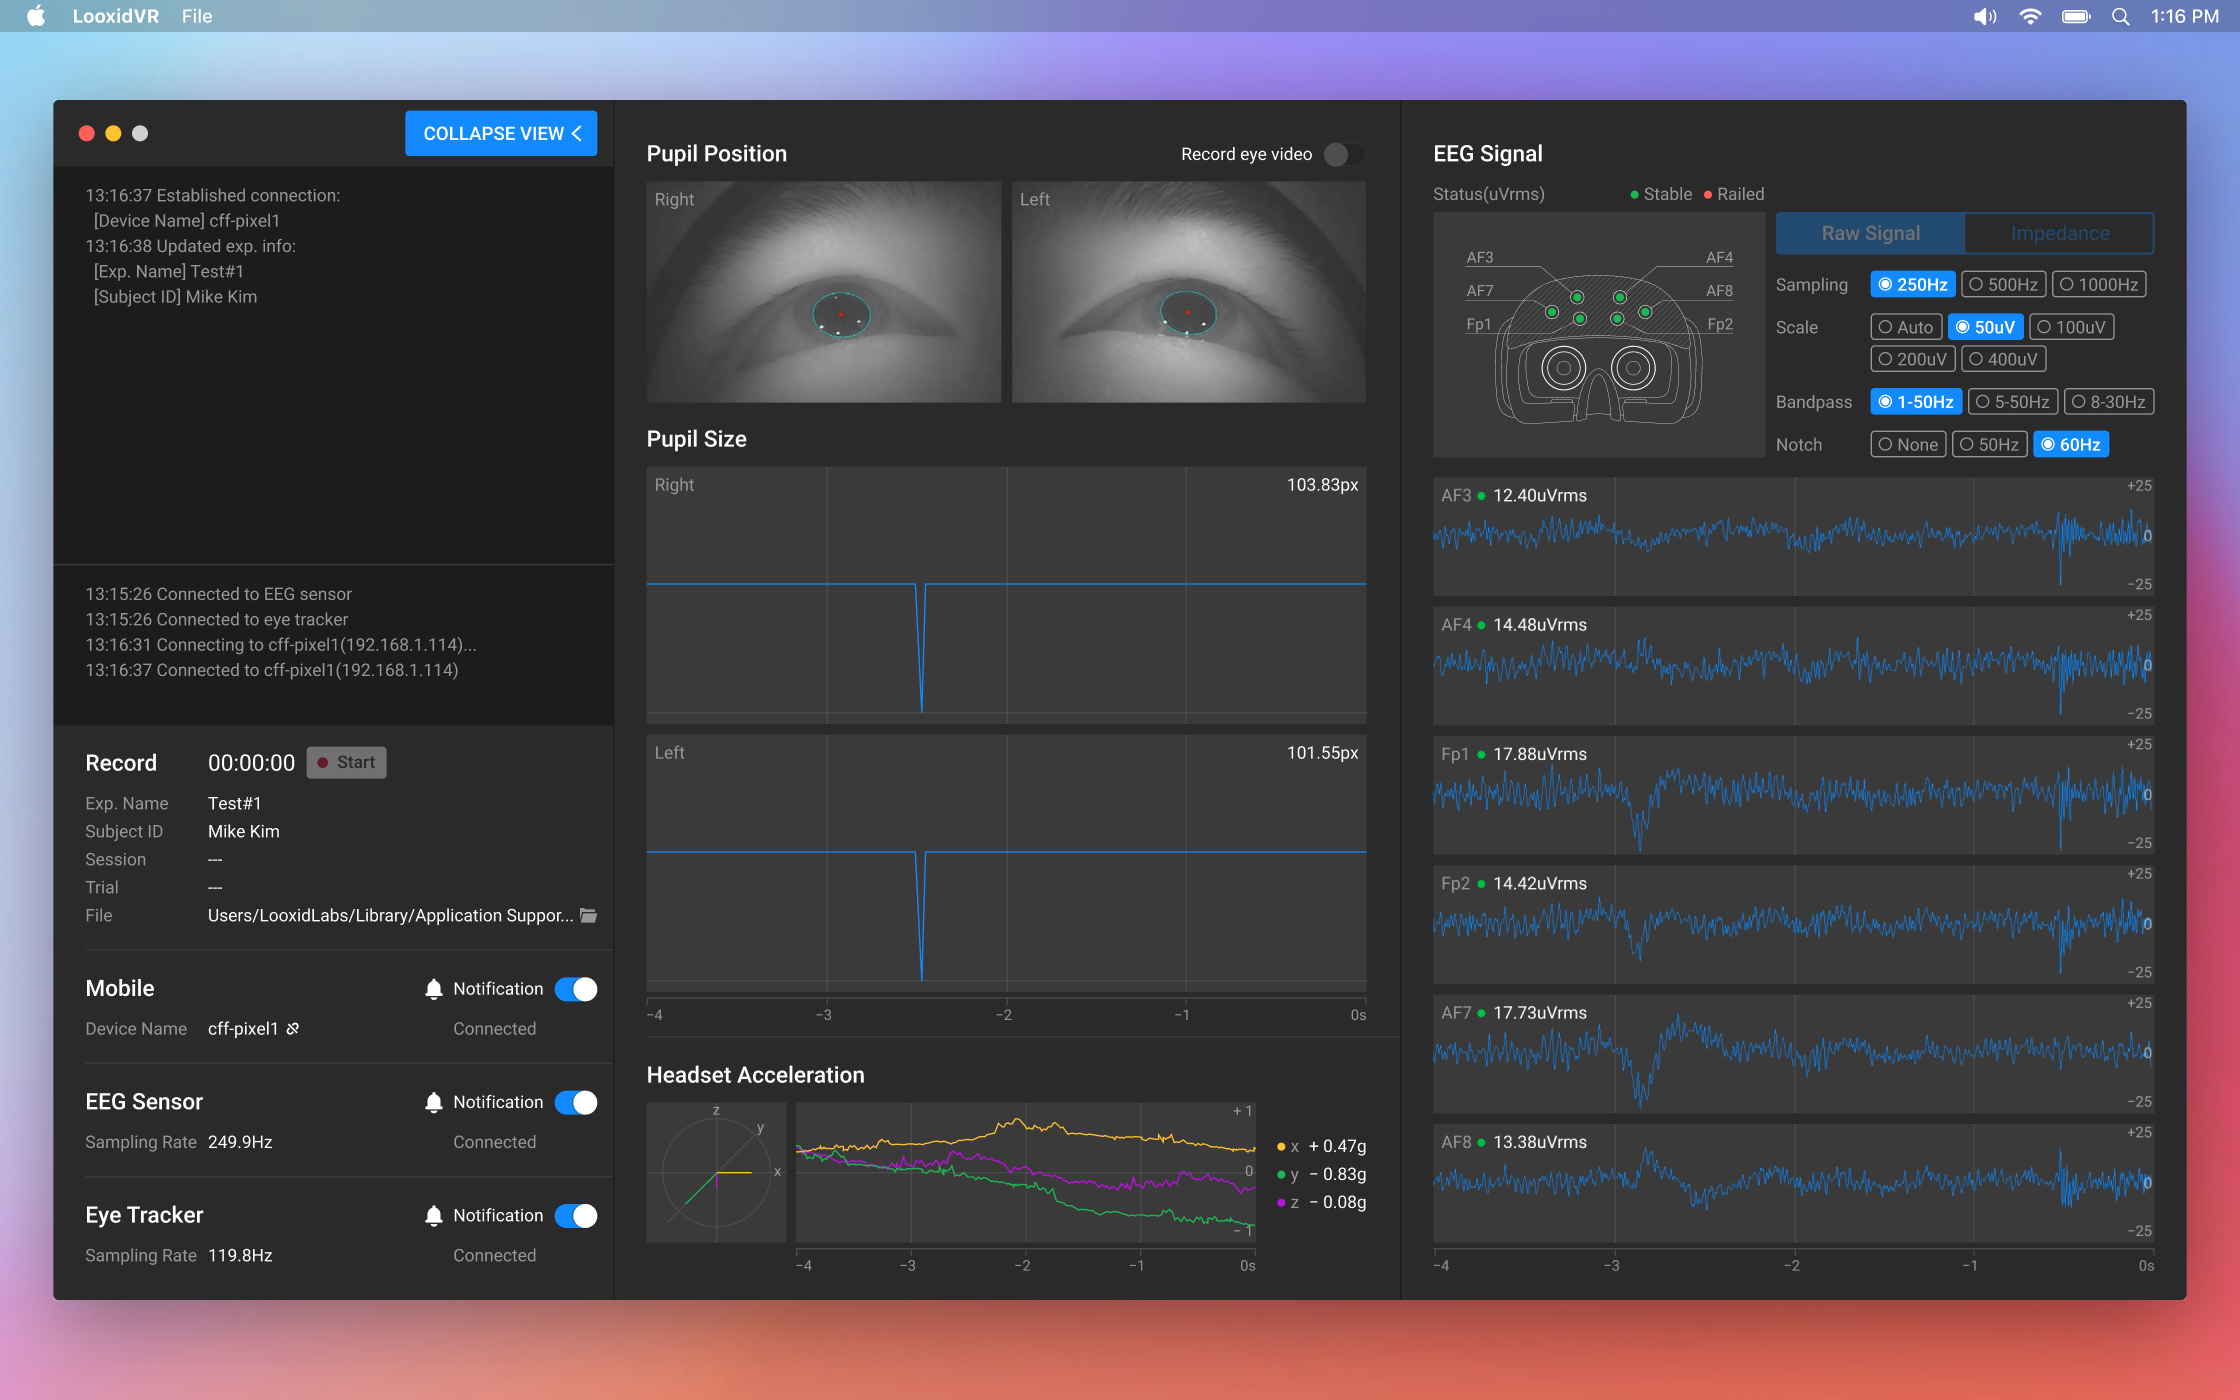 LooxidVR File
1:16 PM
COLLAPSE VIEW <
13:16:37 Established connection:
[Device Name] cff-pixel1
13:16:38 Updated exp. info:
[Exp. Name] Test#1
[Subject ID] Mike Kim
13:15:26 Connected to EEG sensor
13:15:26 Connected to eye tracker
13:16:31 Connecting to cff-pixel1(192.168.1.114)...
13:16:37 Connected to cff-pixel1(192.168.1.114)
Record 00:00:00 Start
Exp. Name Test#1
Subject ID Mike Kim
Session ---
Trial ---
File Users/LooxidLabs/Library/Application Suppor...
Mobile Notification
Device Name cff-pixel1 Connected
EEG Sensor Notification
Sampling Rate 249.9Hz Connected
Eye Tracker Notification
Sampling Rate 119.8Hz Connected
Pupil Position Record eye video
Right Left
Pupil Size
Right 103.83px
Left 101.55px
−4 −3 −2 −1 0s
Headset Acceleration
z
y
x
+ 1
0
− 1
−4 −3 −2 −1 0s
x + 0.47g
y − 0.83g
z − 0.08g
EEG Signal
Status(uVrms) Stable Railed
AF3 AF4
AF7 AF8
Fp1 Fp2
Raw Signal Impedance
Sampling 250Hz 500Hz 1000Hz
Scale Auto 50uV 100uV
200uV 400uV
Bandpass 1-50Hz 5-50Hz 8-30Hz
Notch None 50Hz 60Hz
AF3 12.40uVrms +25
0
−25
AF4 14.48uVrms +25
0
−25
Fp1 17.88uVrms +25
0
−25
Fp2 14.42uVrms +25
0
−25
AF7 17.73uVrms +25
0
−25
AF8 13.38uVrms +25
0
−25
−4 −3 −2 −1 0s